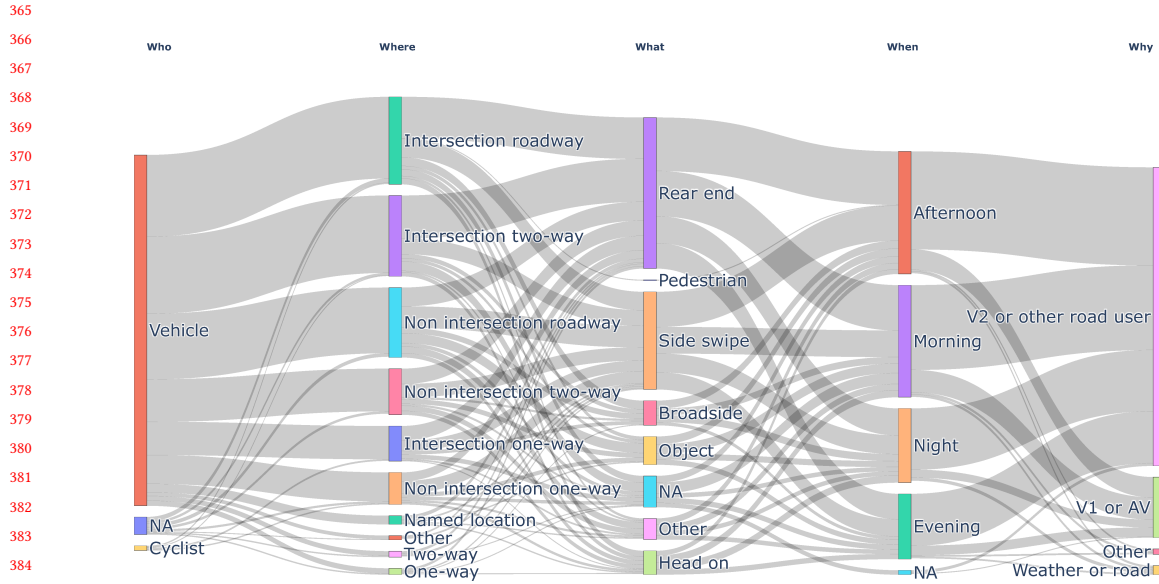 365
366
Who Where What When Why
367
368
369
370
371
372
373
374
375
376
377
378
379
380
381
382
383
384
Vehicle
NA
Cyclist
Intersection roadway
Intersection two-way
Non intersection roadway
Non intersection two-way
Intersection one-way
Non intersection one-way
Named location
Other
Two-way
One-way
Rear end
Pedestrian
Side swipe
Broadside
Object
NA
Other
Head on
Afternoon
Morning
Night
Evening
NA
V2 or other road user
V1 or AV
Other
Weather or road